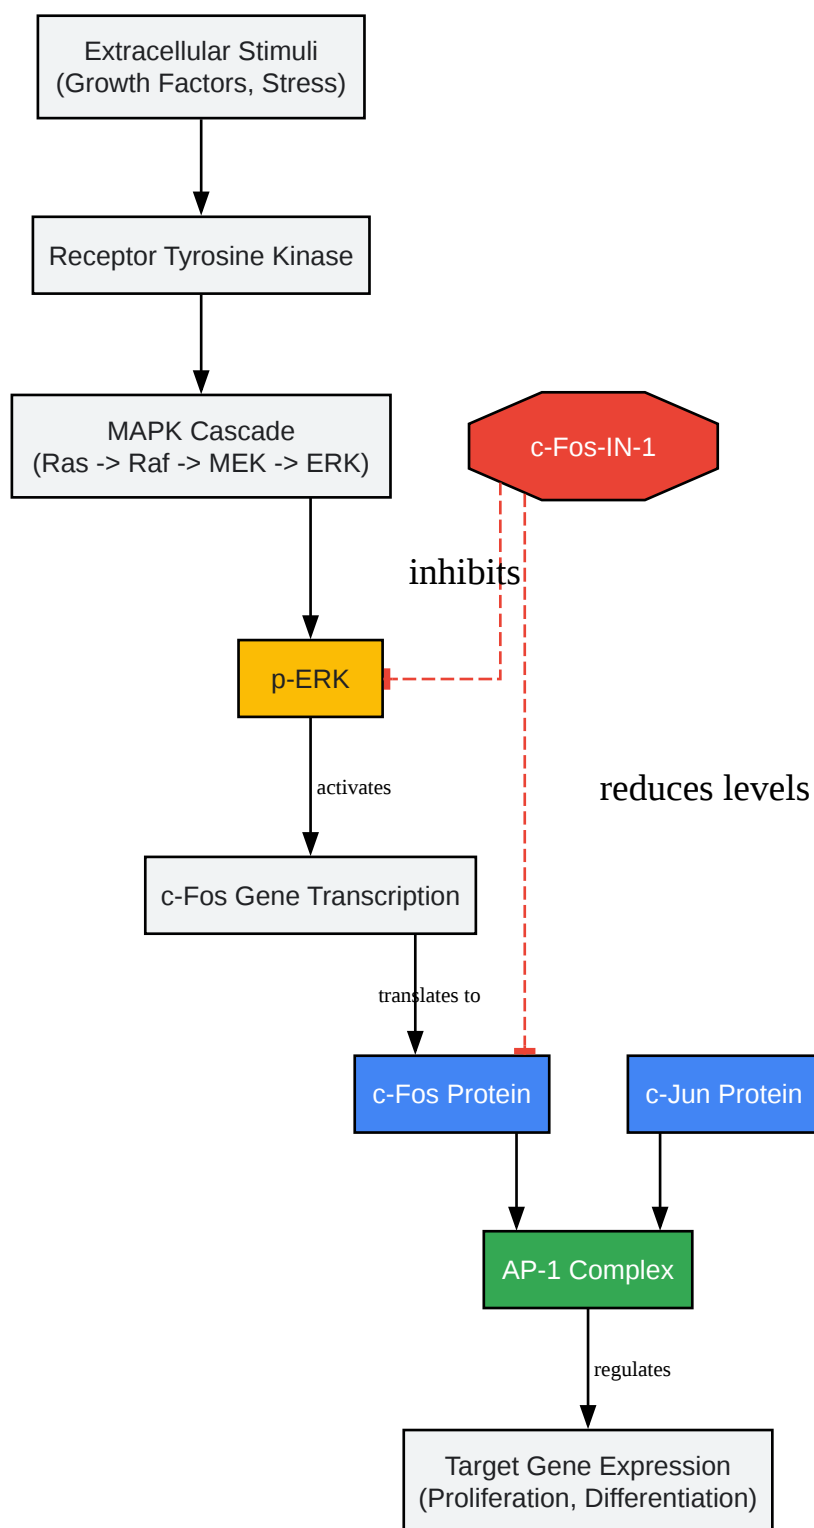 Extracellular Stimuli
(Growth Factors, Stress)
Receptor Tyrosine Kinase
MAPK Cascade
(Ras -> Raf -> MEK -> ERK)
c-Fos-IN-1
inhibits
p-ERK
activates
reduces levels
c-Fos Gene Transcription
translates to
c-Fos Protein
c-Jun Protein
AP-1 Complex
regulates
Target Gene Expression
(Proliferation, Differentiation)